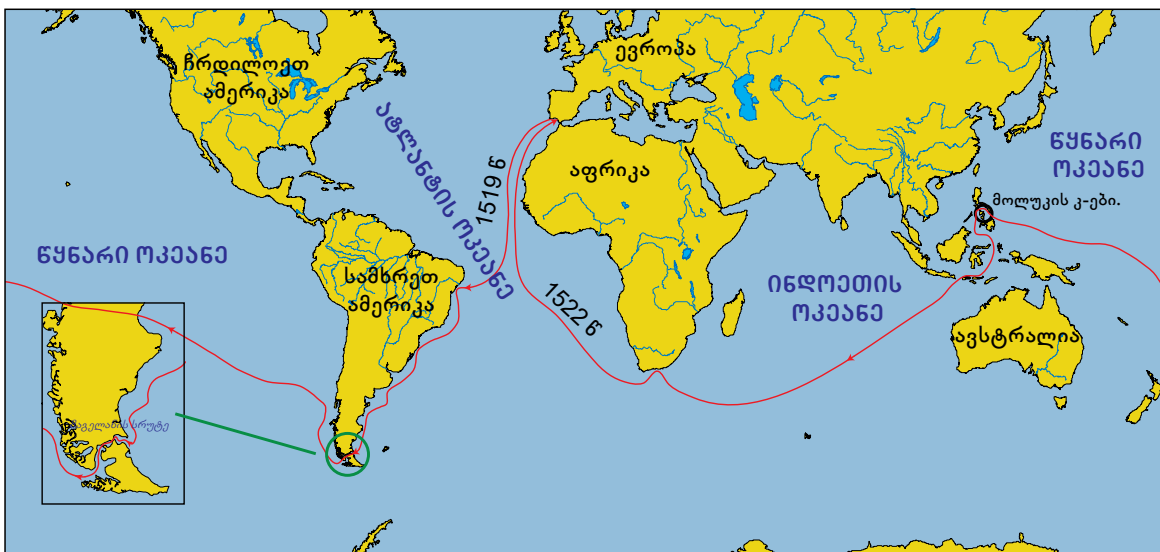 ჩრდილოეთ
ამერიკა
ევროპა
ატლანტის ოკეანე
1519 წ
აფრიკა
წყნარი
ოკეანე
მოლუკის კ-ები.
წყნარი ოკეანე
სამხრეთ
ამერიკა
1522 წ
ინდოეთის
ოკეანე
ავსტრალია
მაგელანის სრუტე